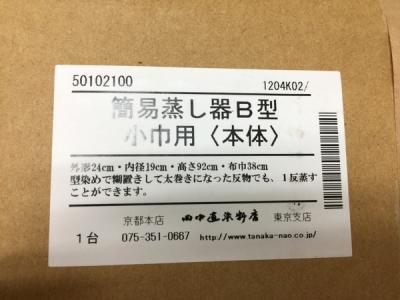 50102100
1204K02/
簡易蒸し器B型
小巾用〈本体〉
外形24cm・内径19cm・高さ92cm・布巾38cm
型染めで糊置きして太巻きになった反物でも、1反蒸す
ことができます。
京都本店 田中直染料店 東京支店
1台 075-351-0667 http://www.tanaka-nao.co.jp/